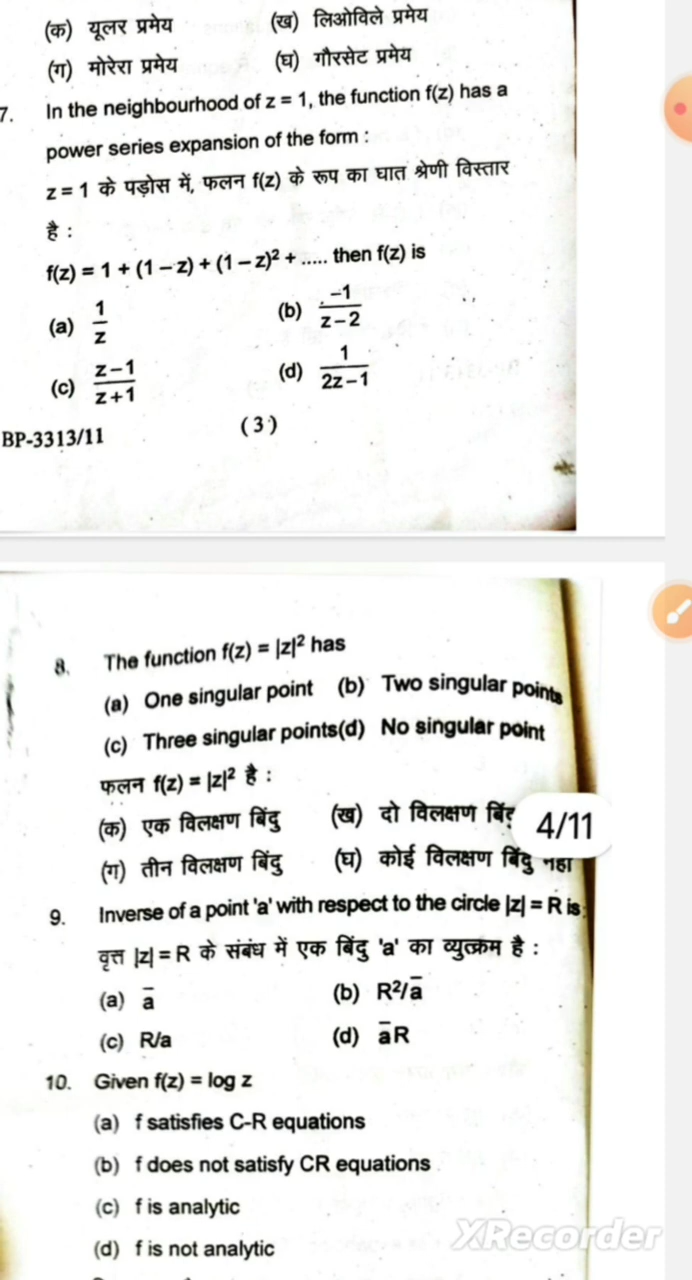 (क) यूलर प्रमेय (ख) लिओविले प्रमेय
(ग) मोरेरा प्रमेय (घ) गौरसेट प्रमेय
7. In the neighbourhood of z = 1, the function f(z) has a
power series expansion of the form :
z = 1 के पड़ोस में, फलन f(z) के रूप का घात श्रेणी विस्तार
है :
f(z) = 1 + (1 – z) + (1 – z)² + ..... then f(z) is
(a) 1/z (b) –1/z–2
(c) z–1/z+1 (d) 1/2z–1
BP-3313/11 (3)
8. The function f(z) = |z|² has
(a) One singular point (b) Two singular points
(c) Three singular points(d) No singular point
फलन f(z) = |z|² है :
(क) एक विलक्षण बिंदु (ख) दो विलक्षण
4/11
(ग) तीन विलक्षण बिंदु (घ) कोई विलक्षण बिंदु
9. Inverse of a point 'a' with respect to the circle |z| = R is
वृत्त |z| = R के संबंध में एक बिंदु 'a' का व्युत्क्रम है :
(a) a̅ (b) R²/a̅
(c) R/a (d) a̅R
10. Given f(z) = log z
(a) f satisfies C-R equations
(b) f does not satisfy CR equations
(c) f is analytic
(d) f is not analytic
XRecorder